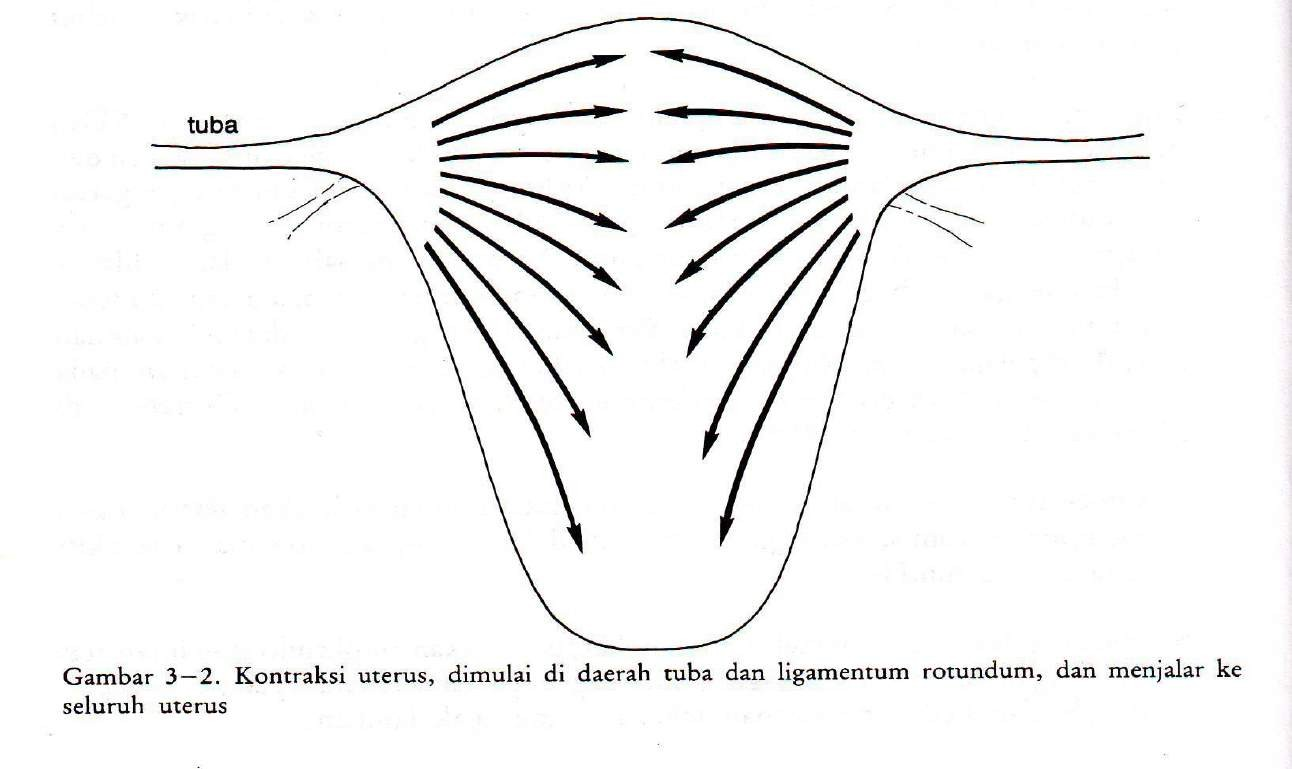 tuba
Gambar 3–2. Kontraksi uterus, dimulai di daerah tuba dan ligamentum rotundum, dan menjalar ke
seluruh uterus